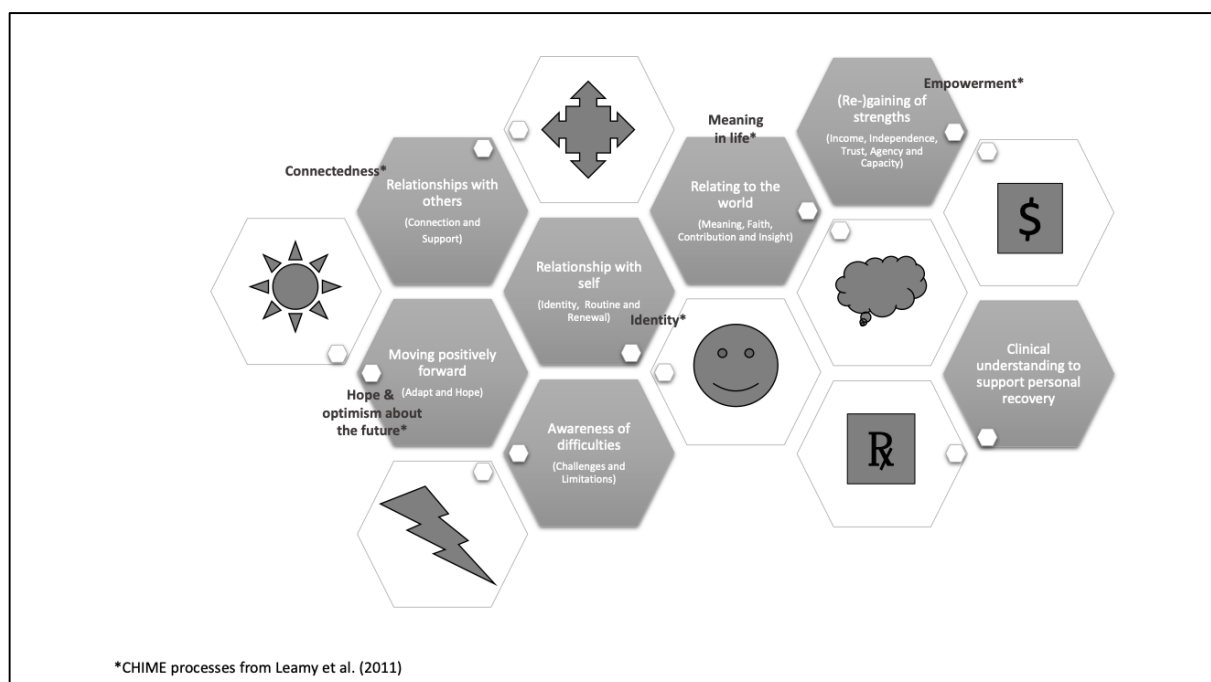 Empowerment*
(Re-)gaining of
strengths
(Income, Independence,
Trust, Agency and
Capacity)
Meaning
in life*
Connectedness*
Relationships with
others
(Connection and
Support)
Relating to the
world
(Meaning, Faith,
Contribution and Insight)
$
Relationship with
self
(Identity, Routine and
Renewal)
Identity*
Moving positively
forward
(Adapt and Hope)
Hope &
optimism about
the future*
Clinical
understanding to
support personal
recovery
Awareness of
difficulties
(Challenges and
Limitations)
℞
*CHIME processes from Leamy et al. (2011)